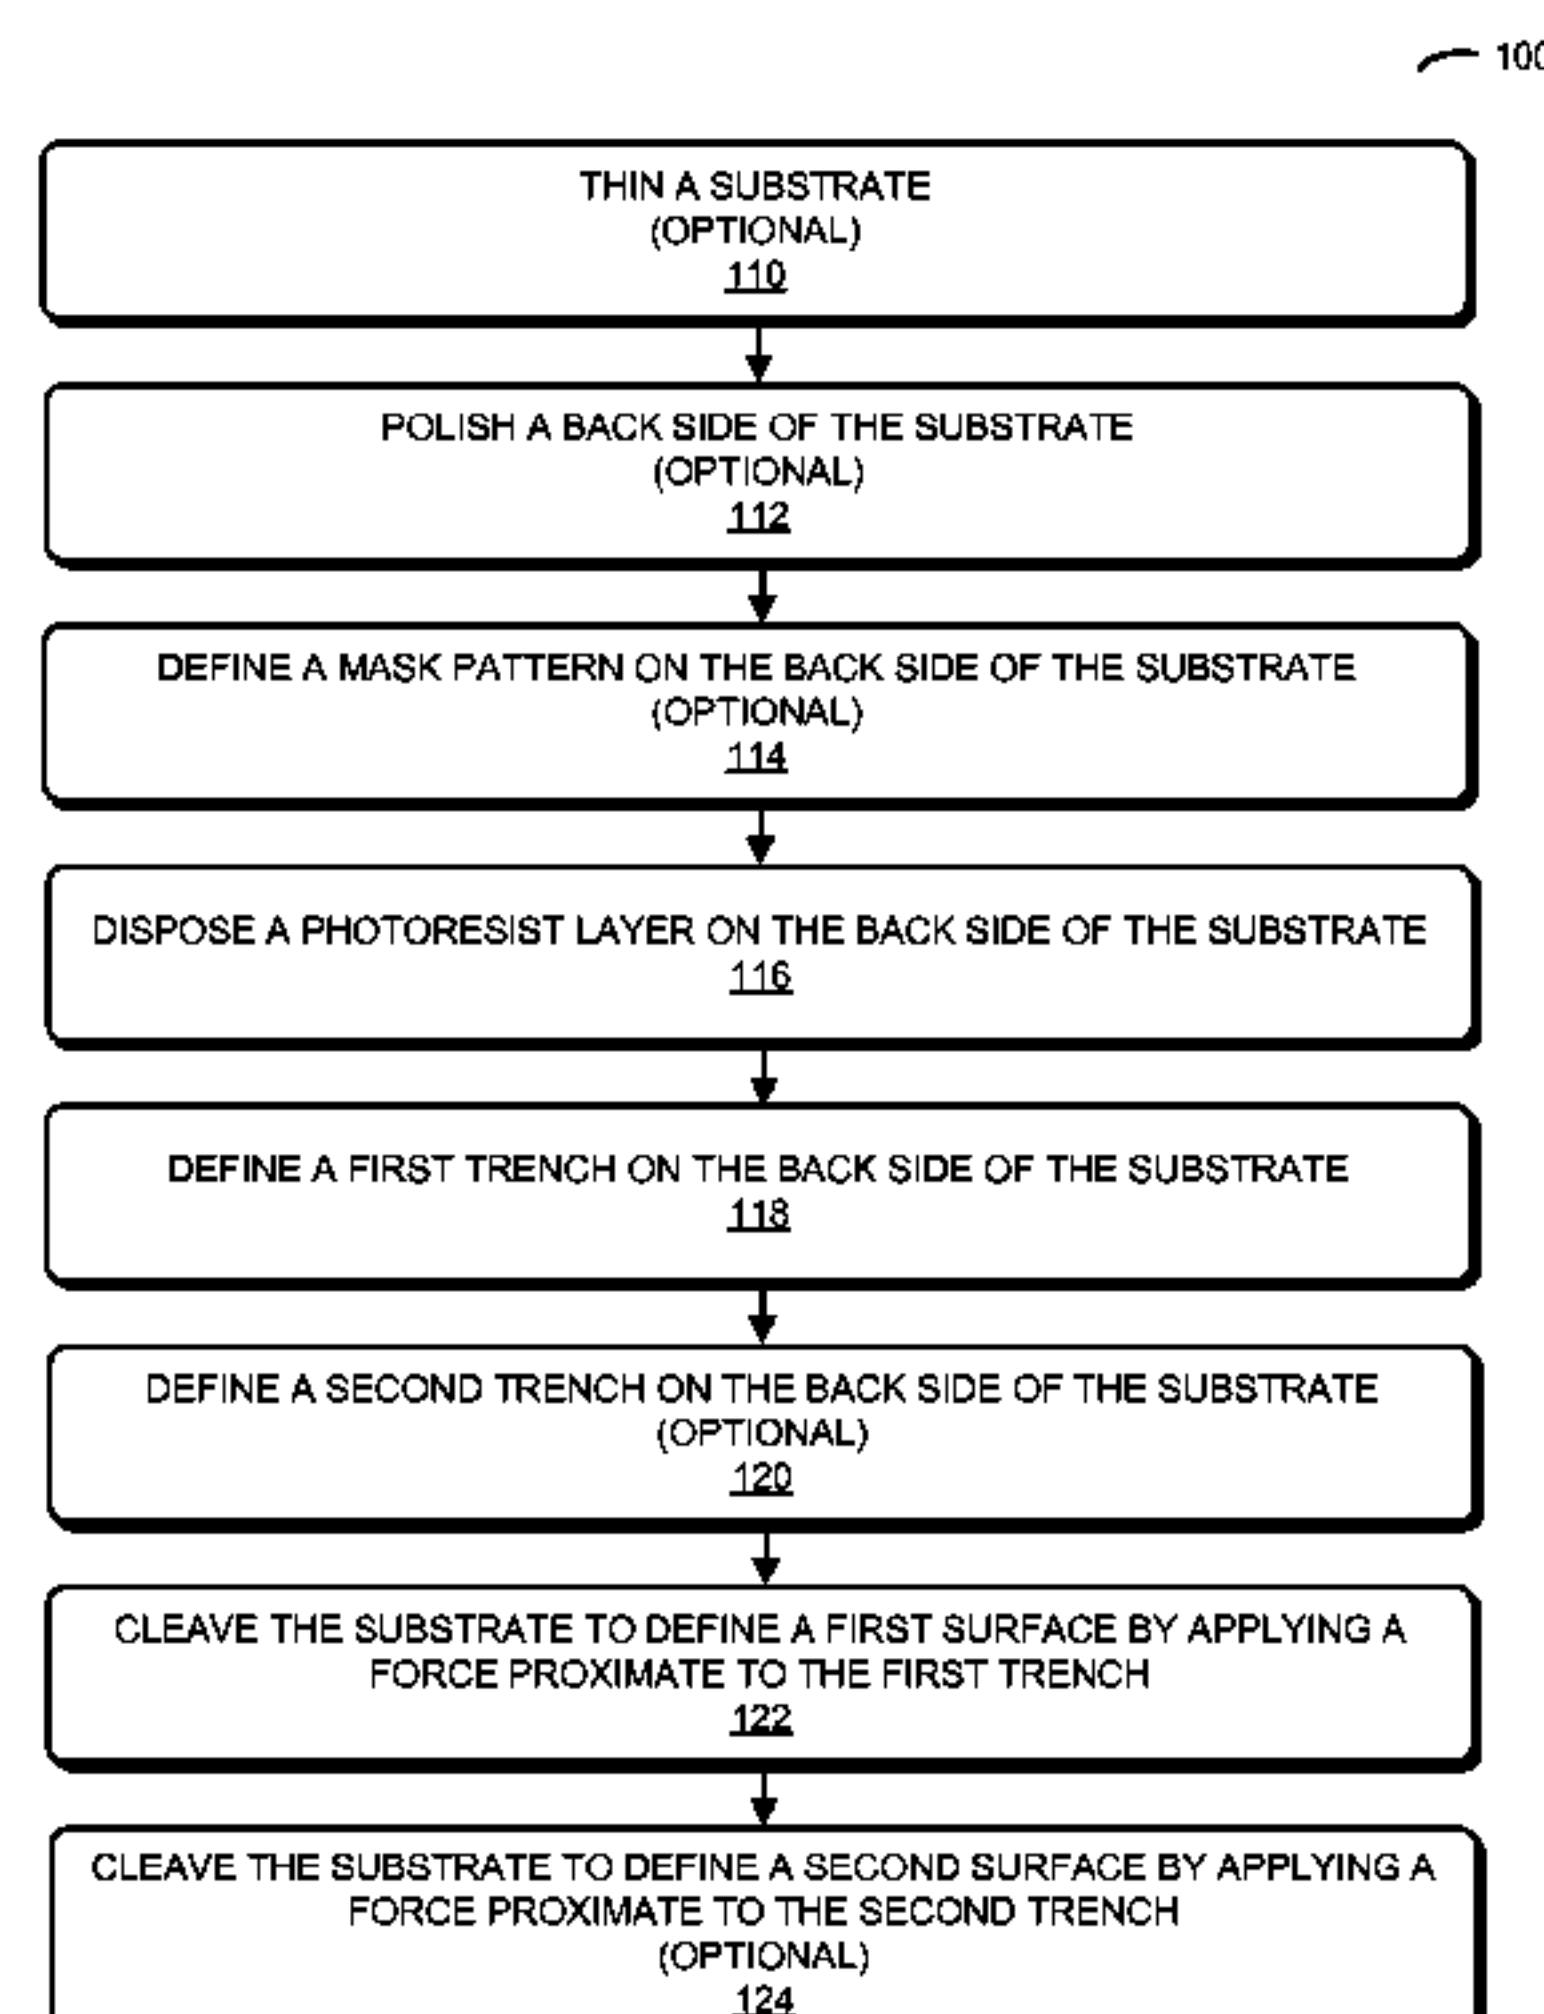 100
THIN A SUBSTRATE
(OPTIONAL)
110
POLISH A BACK SIDE OF THE SUBSTRATE
(OPTIONAL)
112
DEFINE A MASK PATTERN ON THE BACK SIDE OF THE SUBSTRATE
(OPTIONAL)
114
DISPOSE A PHOTORESIST LAYER ON THE BACK SIDE OF THE SUBSTRATE
116
DEFINE A FIRST TRENCH ON THE BACK SIDE OF THE SUBSTRATE
118
DEFINE A SECOND TRENCH ON THE BACK SIDE OF THE SUBSTRATE
(OPTIONAL)
120
CLEAVE THE SUBSTRATE TO DEFINE A FIRST SURFACE BY APPLYING A
FORCE PROXIMATE TO THE FIRST TRENCH
122
CLEAVE THE SUBSTRATE TO DEFINE A SECOND SURFACE BY APPLYING A
FORCE PROXIMATE TO THE SECOND TRENCH
(OPTIONAL)
124